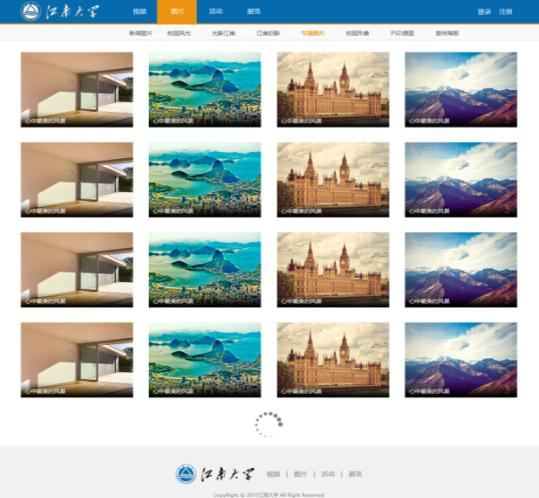 江南大学 视频 图片 活动 展览 登录 注册
新闻图片 校园风光 光影江南 江南旧影 专题图片 校园形象 PSD原图 宣传海报
心中最美的风景 心中最美的风景 心中最美的风景 心中最美的风景
心中最美的风景 心中最美的风景 心中最美的风景 心中最美的风景
心中最美的风景 心中最美的风景 心中最美的风景 心中最美的风景
心中最美的风景 心中最美的风景 心中最美的风景 心中最美的风景
江南大学 视频 | 图片 | 活动 | 展览
CopyRight © 2015江南大学 All Right Reserved